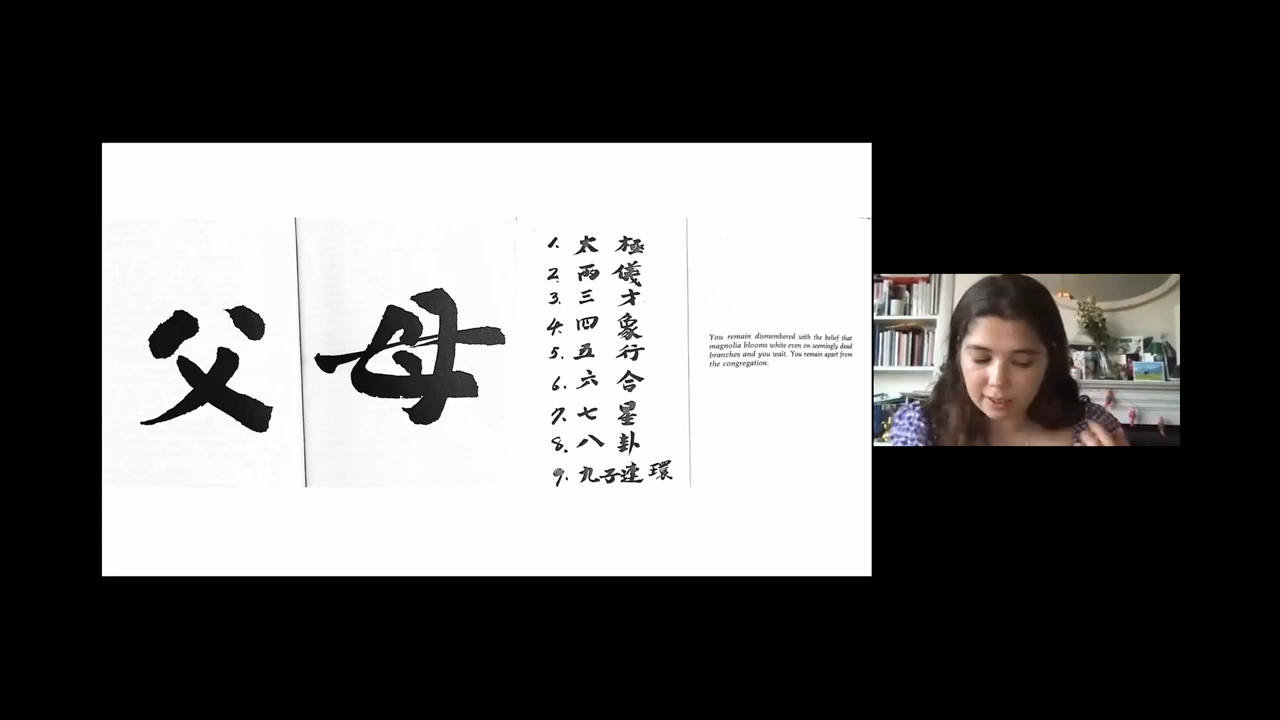 父
母
1. 太極
2. 兩儀
3. 三才
4. 四象
5. 五行
6. 六合
7. 七星
8. 八卦
9. 九子連環
You remain dismembered with the belief that
magnolia blooms white even on seemingly dead
branches and you wait. You remain apart from
the congregation.